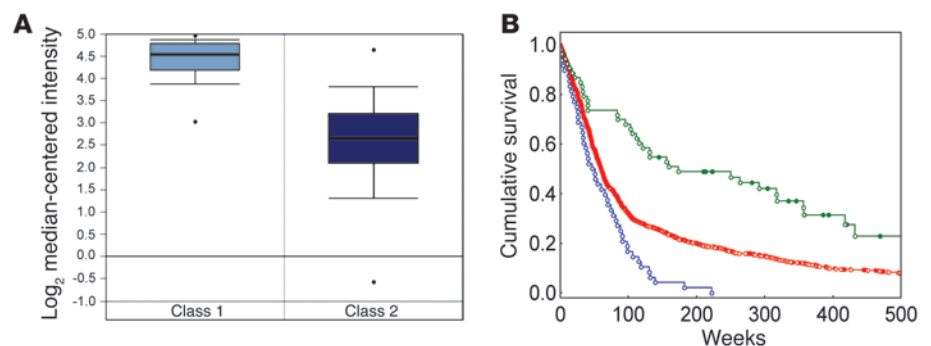 A
Log2 median-centered intensity
5.0
4.5
4.0
3.5
3.0
2.5
2.0
1.5
1.0
0.5
0.0
-0.5
-1.0
Class 1 Class 2
B
Cumulative survival
1.0
0.8
0.6
0.4
0.2
0.0
0 100 200 300 400 500
Weeks